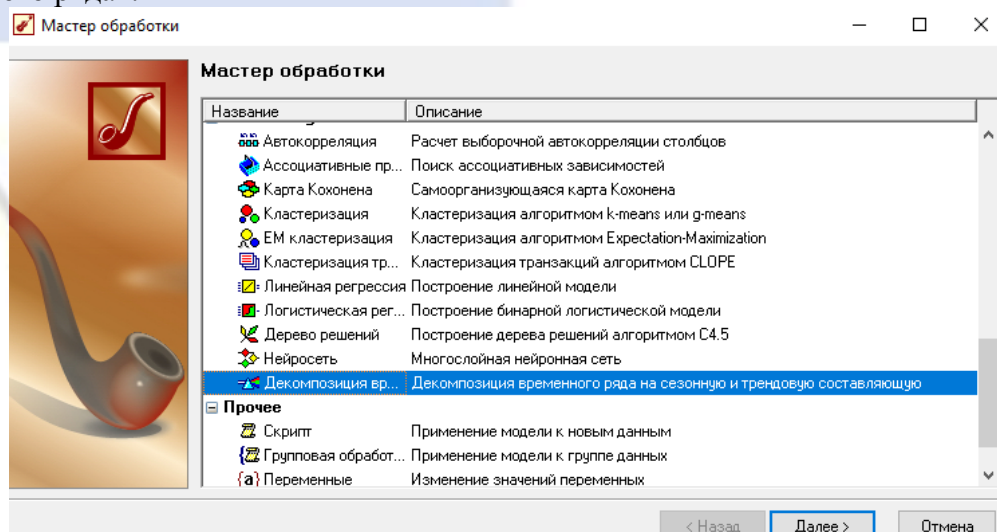 Мастер обработки
Мастер обработки
Название Описание
Автокорреляция Расчет выборочной автокорреляции столбцов
Ассоциативные пр... Поиск ассоциативных зависимостей
Карта Кохонена Самоорганизующаяся карта Кохонена
Кластеризация Кластеризация алгоритмом k-means или g-means
EM кластеризация Кластеризация алгоритмом Expectation-Maximization
Кластеризация тр... Кластеризация транзакций алгоритмом CLOPE
Линейная регрессия Построение линейной модели
Логистическая рег... Построение бинарной логистической модели
Дерево решений Построение дерева решений алгоритмом C4.5
Нейросеть Многослойная нейронная сеть
Декомпозиция вр... Декомпозиция временного ряда на сезонную и трендовую составляющую
Прочее
Скрипт Применение модели к новым данным
Групповая обработ... Применение модели к группе данных
{a} Переменные Изменение значений переменных
< Назад Далее > Отмена